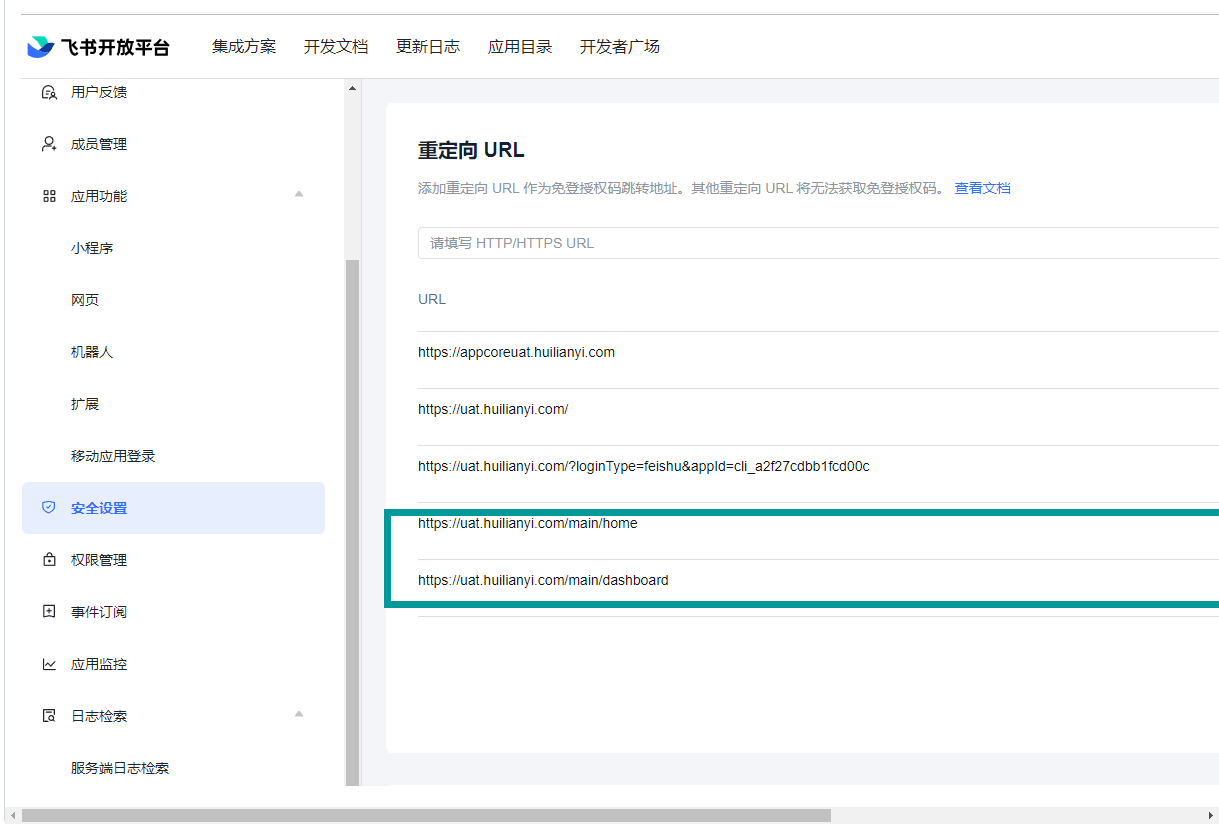 飞书开放平台 集成方案 开发文档 更新日志 应用目录 开发者广场
用户反馈
成员管理
应用功能
小程序
网页
机器人
扩展
移动应用登录
安全设置
权限管理
事件订阅
应用监控
日志检索
服务端日志检索
重定向 URL
添加重定向 URL 作为免登授权码跳转地址。其他重定向 URL 将无法获取免登授权码。 查看文档
请填写 HTTP/HTTPS URL
URL
https://appcoreuat.huilianyi.com
https://uat.huilianyi.com/
https://uat.huilianyi.com/?loginType=feishu&appId=cli_a2f27cdbb1fcd00c
https://uat.huilianyi.com/main/home
https://uat.huilianyi.com/main/dashboard